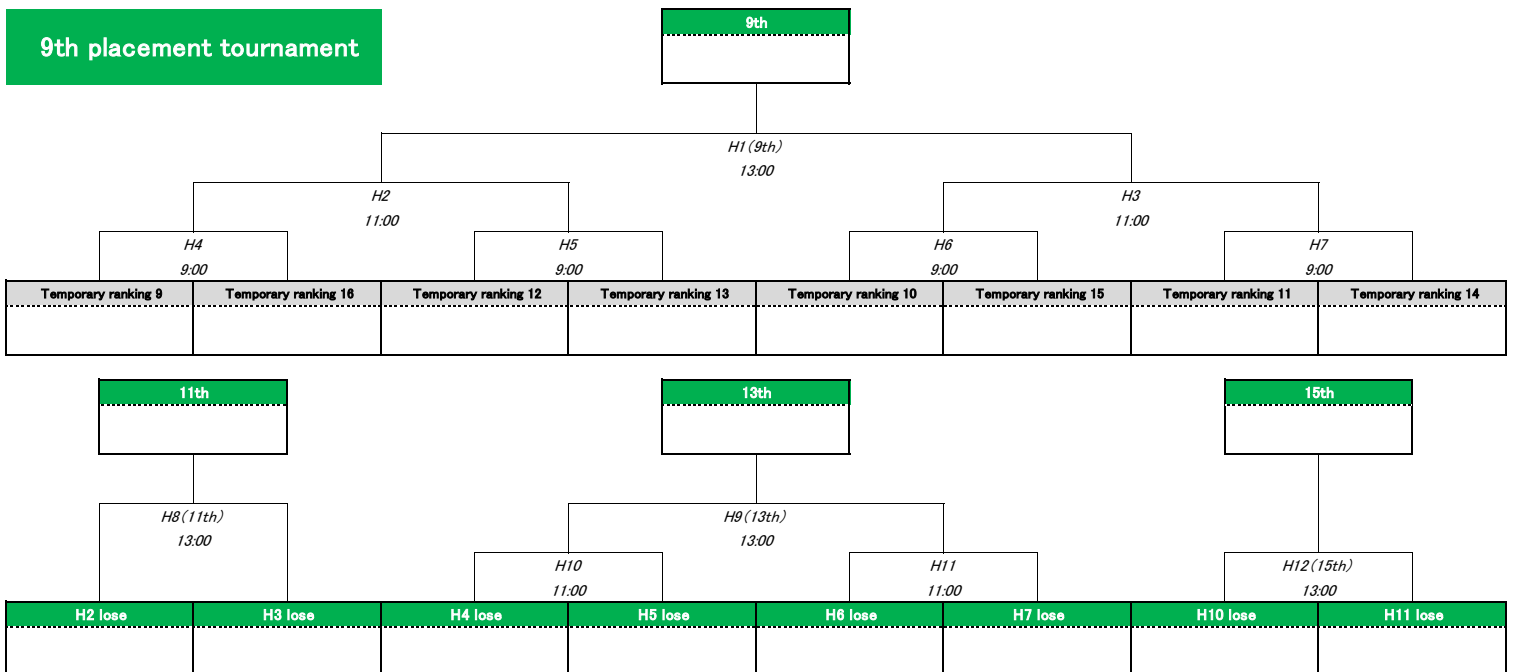 9th placement tournament
9th
H1(9th)
13:00
H2
H3
11:00
11:00
H4
H5
H6
H7
9:00
9:00
9:00
9:00
Temporary ranking 9
Temporary ranking 16
Temporary ranking 12
Temporary ranking 13
Temporary ranking 10
Temporary ranking 15
Temporary ranking 11
Temporary ranking 14
11th
13th
15th
H8(11th)
H9(13th)
13:00
13:00
H10
H11
H12(15th)
11:00
11:00
13:00
H2 lose
H3 lose
H4 lose
H5 lose
H6 lose
H7 lose
H10 lose
H11 lose